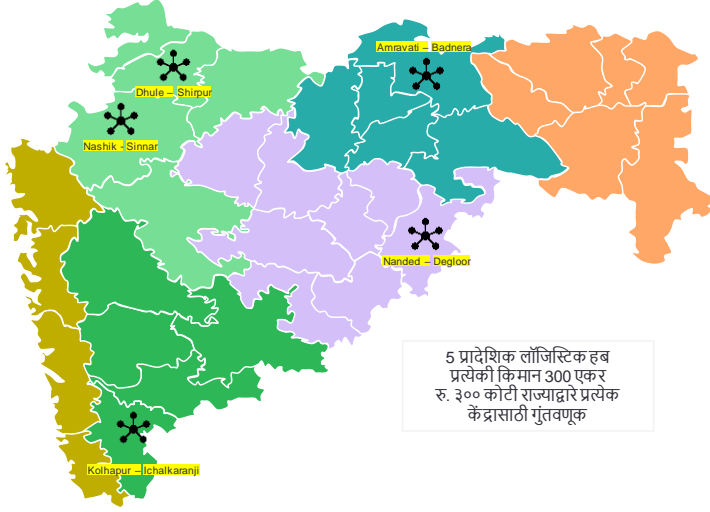 Amravati – Badnera
Dhule – Shirpur
Nashik - Sinnar
Nanded – Degloor
5 प्रादेशिक लॉजिस्टिक हब
प्रत्येकी किमान 300 एकर
रु. ३०० कोटी राज्याद्वारे प्रत्येक
केंद्रासाठी गुंतवणूक
Kolhapur – Ichalkaranji